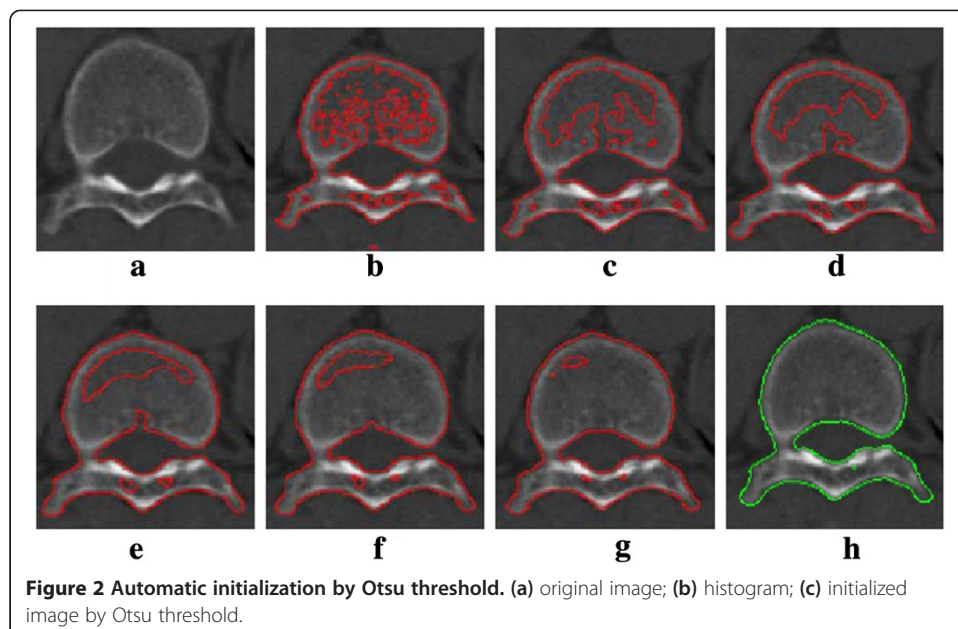 a b c d
e f g h
Figure 2 Automatic initialization by Otsu threshold. (a) original image; (b) histogram; (c) initialized
image by Otsu threshold.